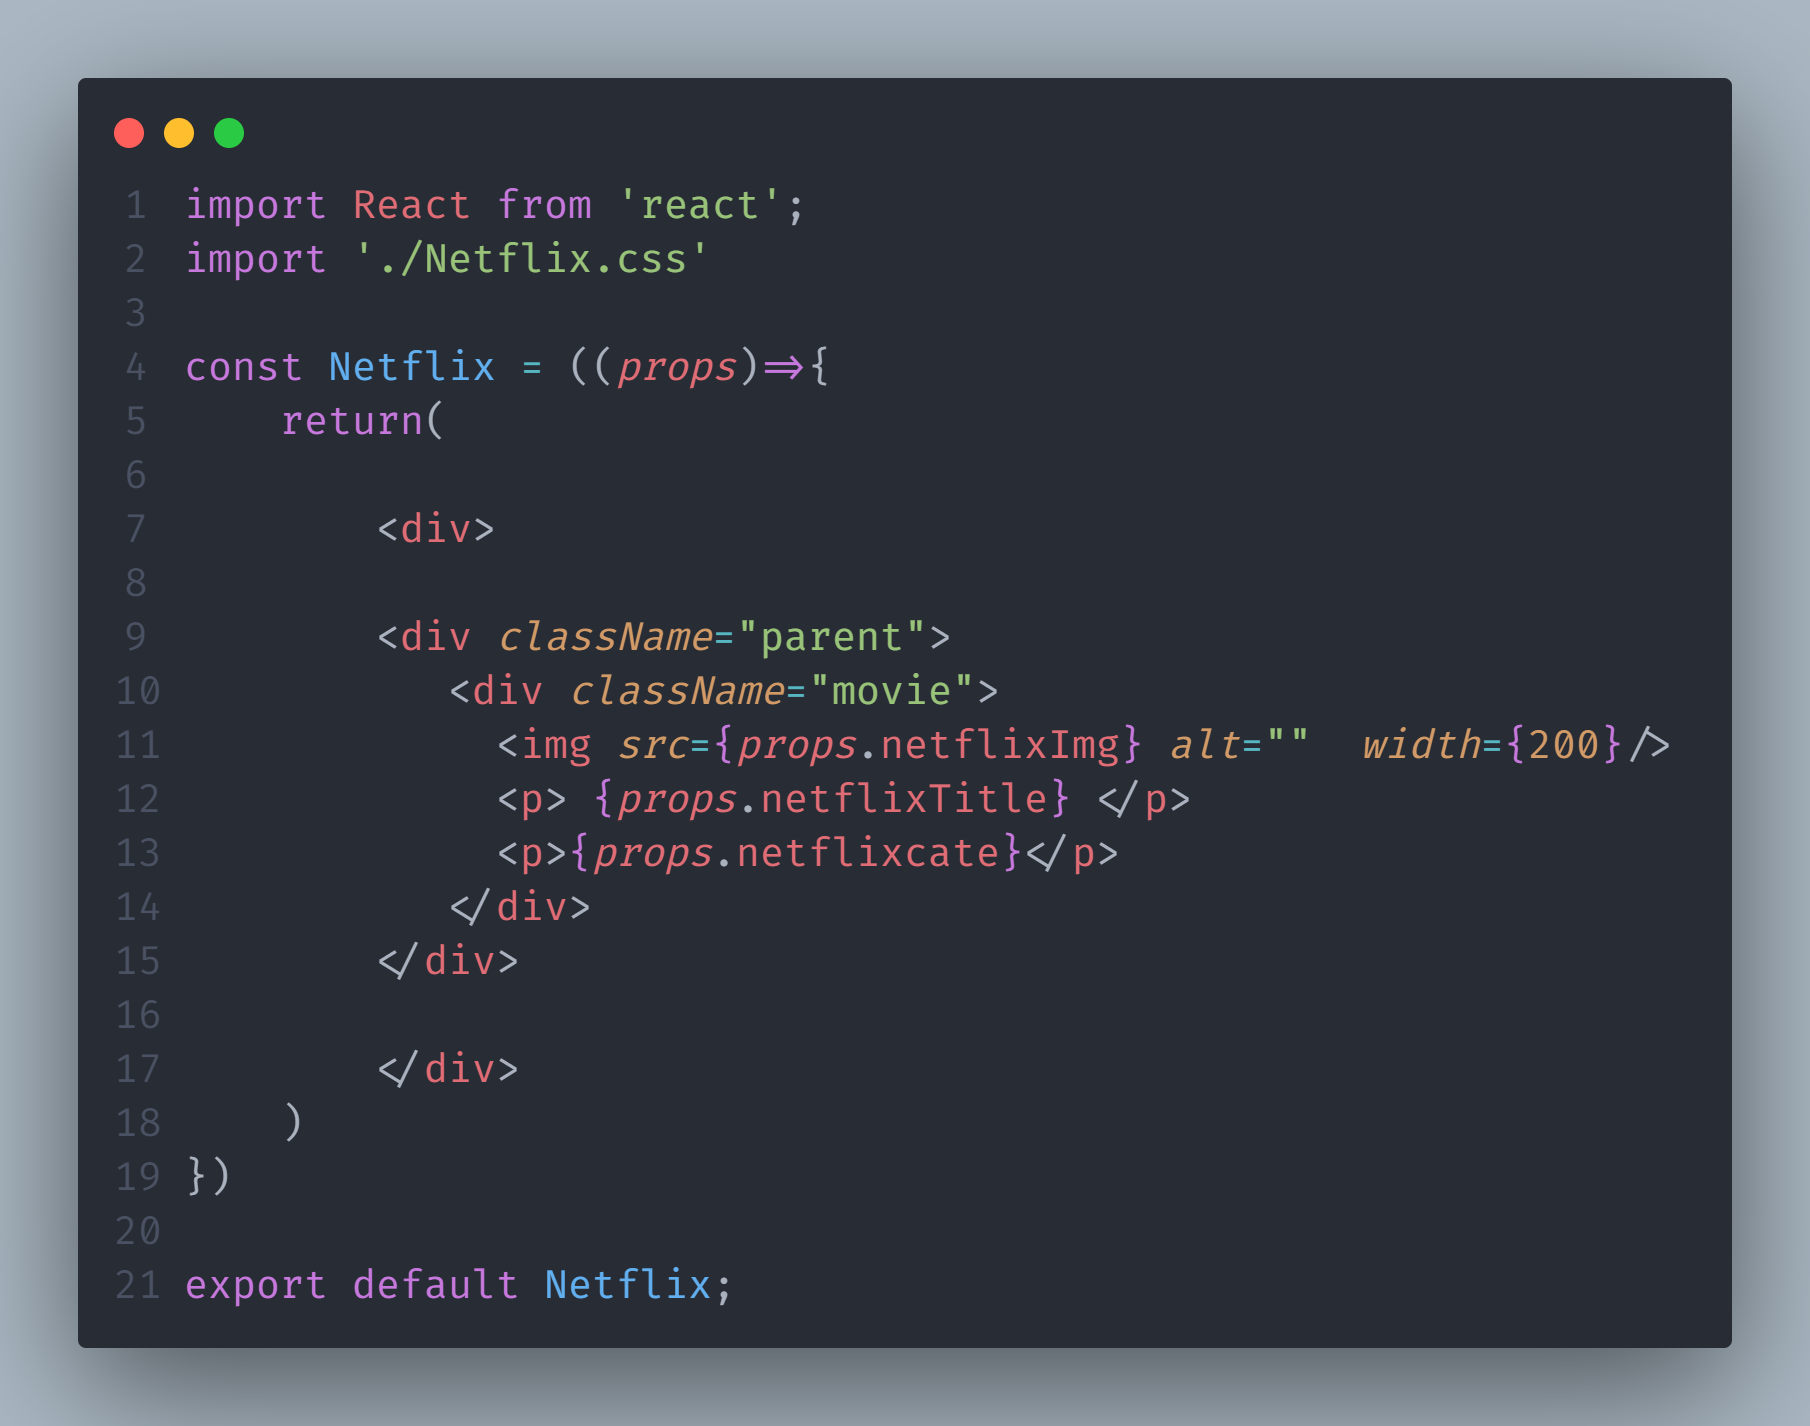 1 import React from 'react';
2 import './Netflix.css'
3
4 const Netflix = ((props)=>{
5     return(
6
7         <div>
8
9         <div className="parent">
10            <div className="movie">
11              <img src={props.netflixImg} alt=""  width={200}/>
12              <p> {props.netflixTitle} </p>
13              <p>{props.netflixcate}</p>
14            </div>
15         </div>
16
17         </div>
18     )
19 })
20
21 export default Netflix;